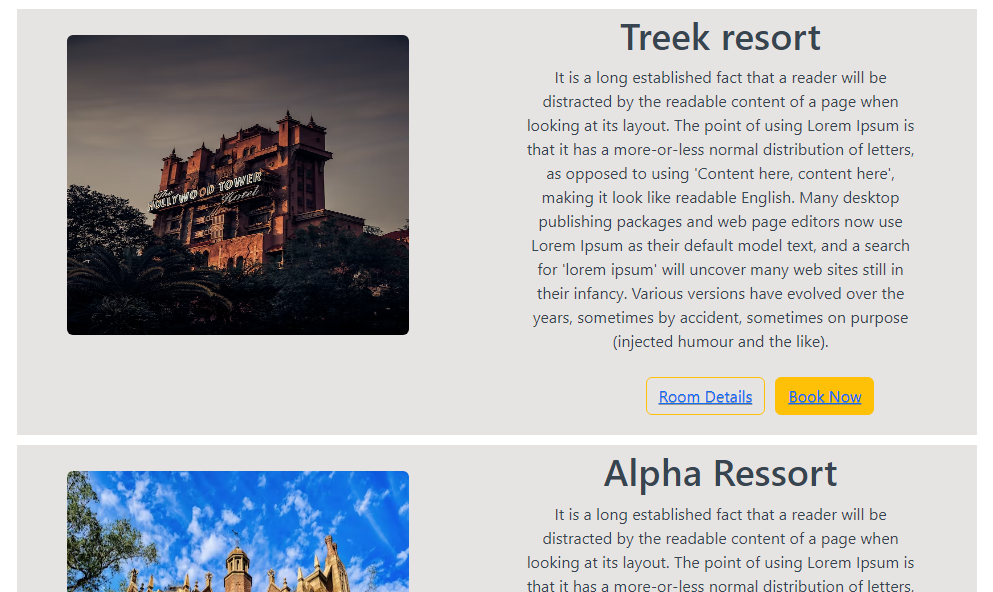 Treek resort
It is a long established fact that a reader will be
distracted by the readable content of a page when
looking at its layout. The point of using Lorem Ipsum is
that it has a more-or-less normal distribution of letters,
as opposed to using 'Content here, content here',
making it look like readable English. Many desktop
publishing packages and web page editors now use
Lorem Ipsum as their default model text, and a search
for 'lorem ipsum' will uncover many web sites still in
their infancy. Various versions have evolved over the
years, sometimes by accident, sometimes on purpose
(injected humour and the like).
The
HOLLYWOOD TOWER
Hotel
Room Details
Book Now
Alpha Ressort
It is a long established fact that a reader will be
distracted by the readable content of a page when
looking at its layout. The point of using Lorem Ipsum is
that it has a more-or-less normal distribution of letters,